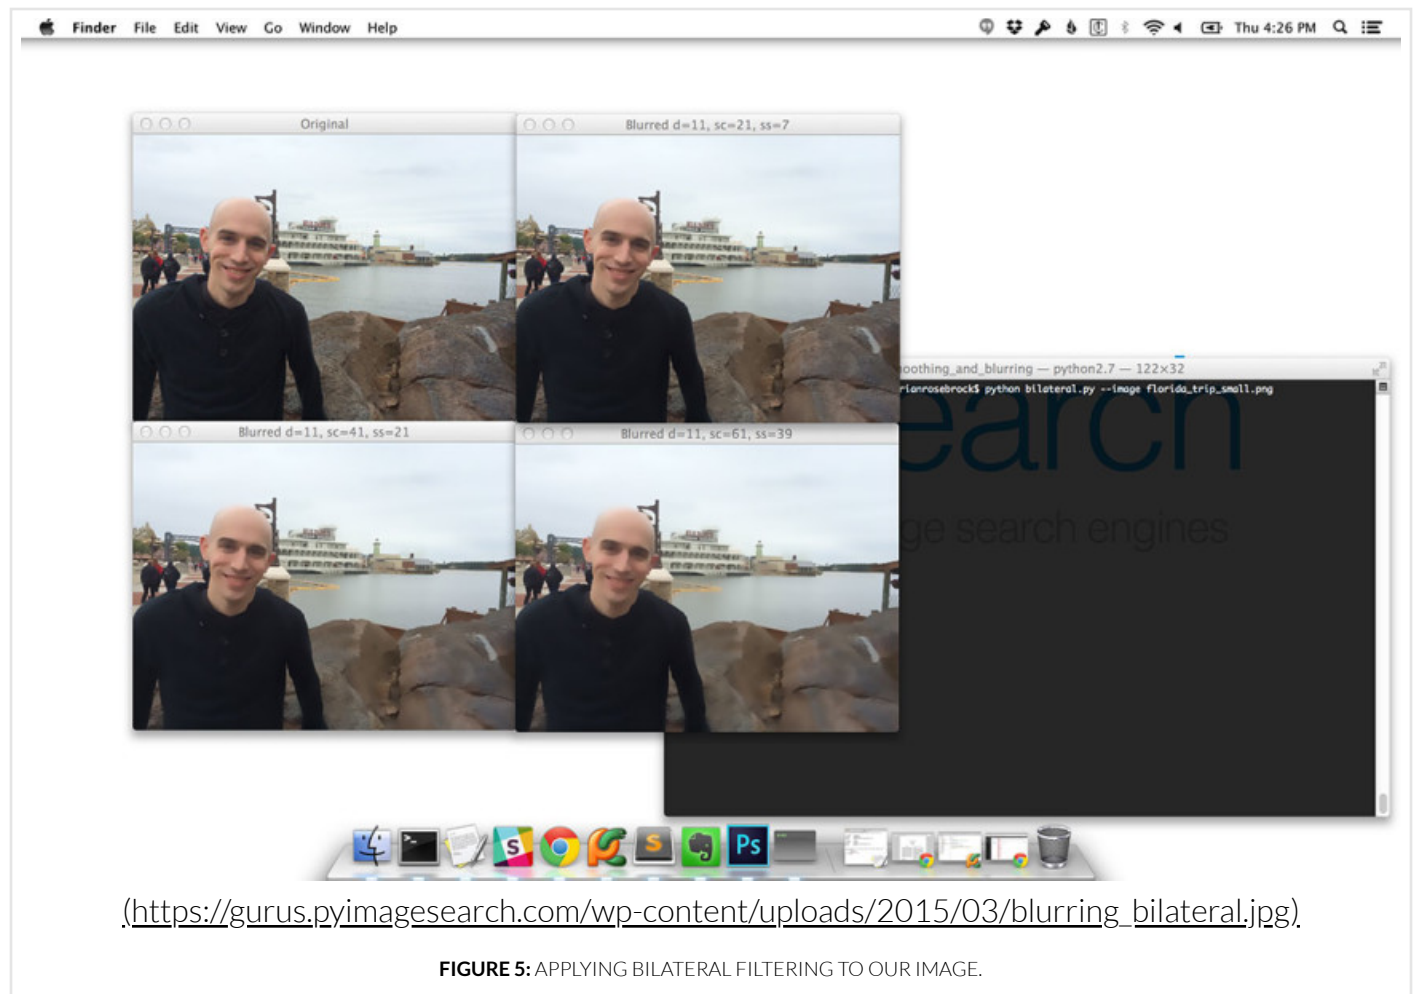 Finder File Edit View Go Window Help Thu 4:26 PM
Original
Blurred d=11, sc=21, ss=7
oothing_and_blurring — python2.7 — 122×32
rianrosebrock$ python bilateral.py --image florida_trip_small.png
earch
ge search engines
Blurred d=11, sc=41, ss=21
Blurred d=11, sc=61, ss=39
S
S
Ps
(https://gurus.pyimagesearch.com/wp-content/uploads/2015/03/blurring_bilateral.jpg)
FIGURE 5: APPLYING BILATERAL FILTERING TO OUR IMAGE.